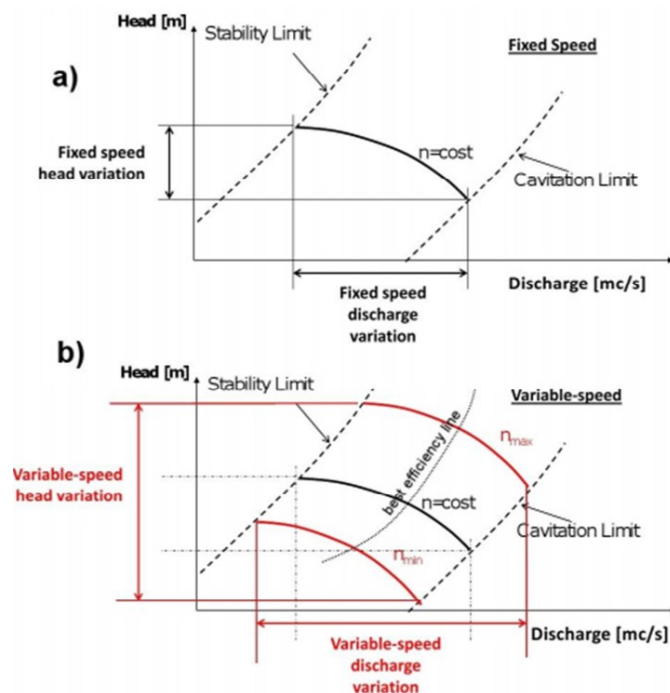 Head [m]
Stability Limit
Fixed Speed
a)
Fixed speed
head variation
n=cost
Cavitation Limit
Discharge [mc/s]
Fixed speed
discharge
variation
b)
Head [m]
Stability Limit
Variable-speed
best efficiency line
n max
Variable-speed
head variation
n=cost
Cavitation Limit
n min
Discharge [mc/s]
Variable-speed
discharge
variation